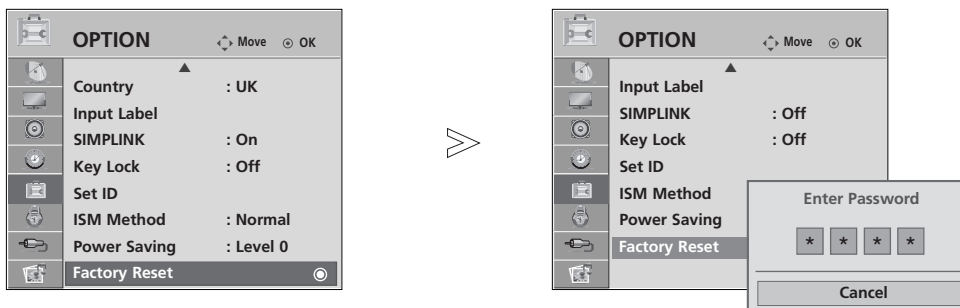 OPTION Move OK
Country : UK
Input Label
SIMPLINK : On
Key Lock : Off
Set ID
ISM Method : Normal
Power Saving : Level 0
Factory Reset
OPTION Move OK
Input Label
SIMPLINK : Off
Key Lock : Off
Set ID
ISM Method
Power Saving
Factory Reset
Enter Password
* * * *
Cancel